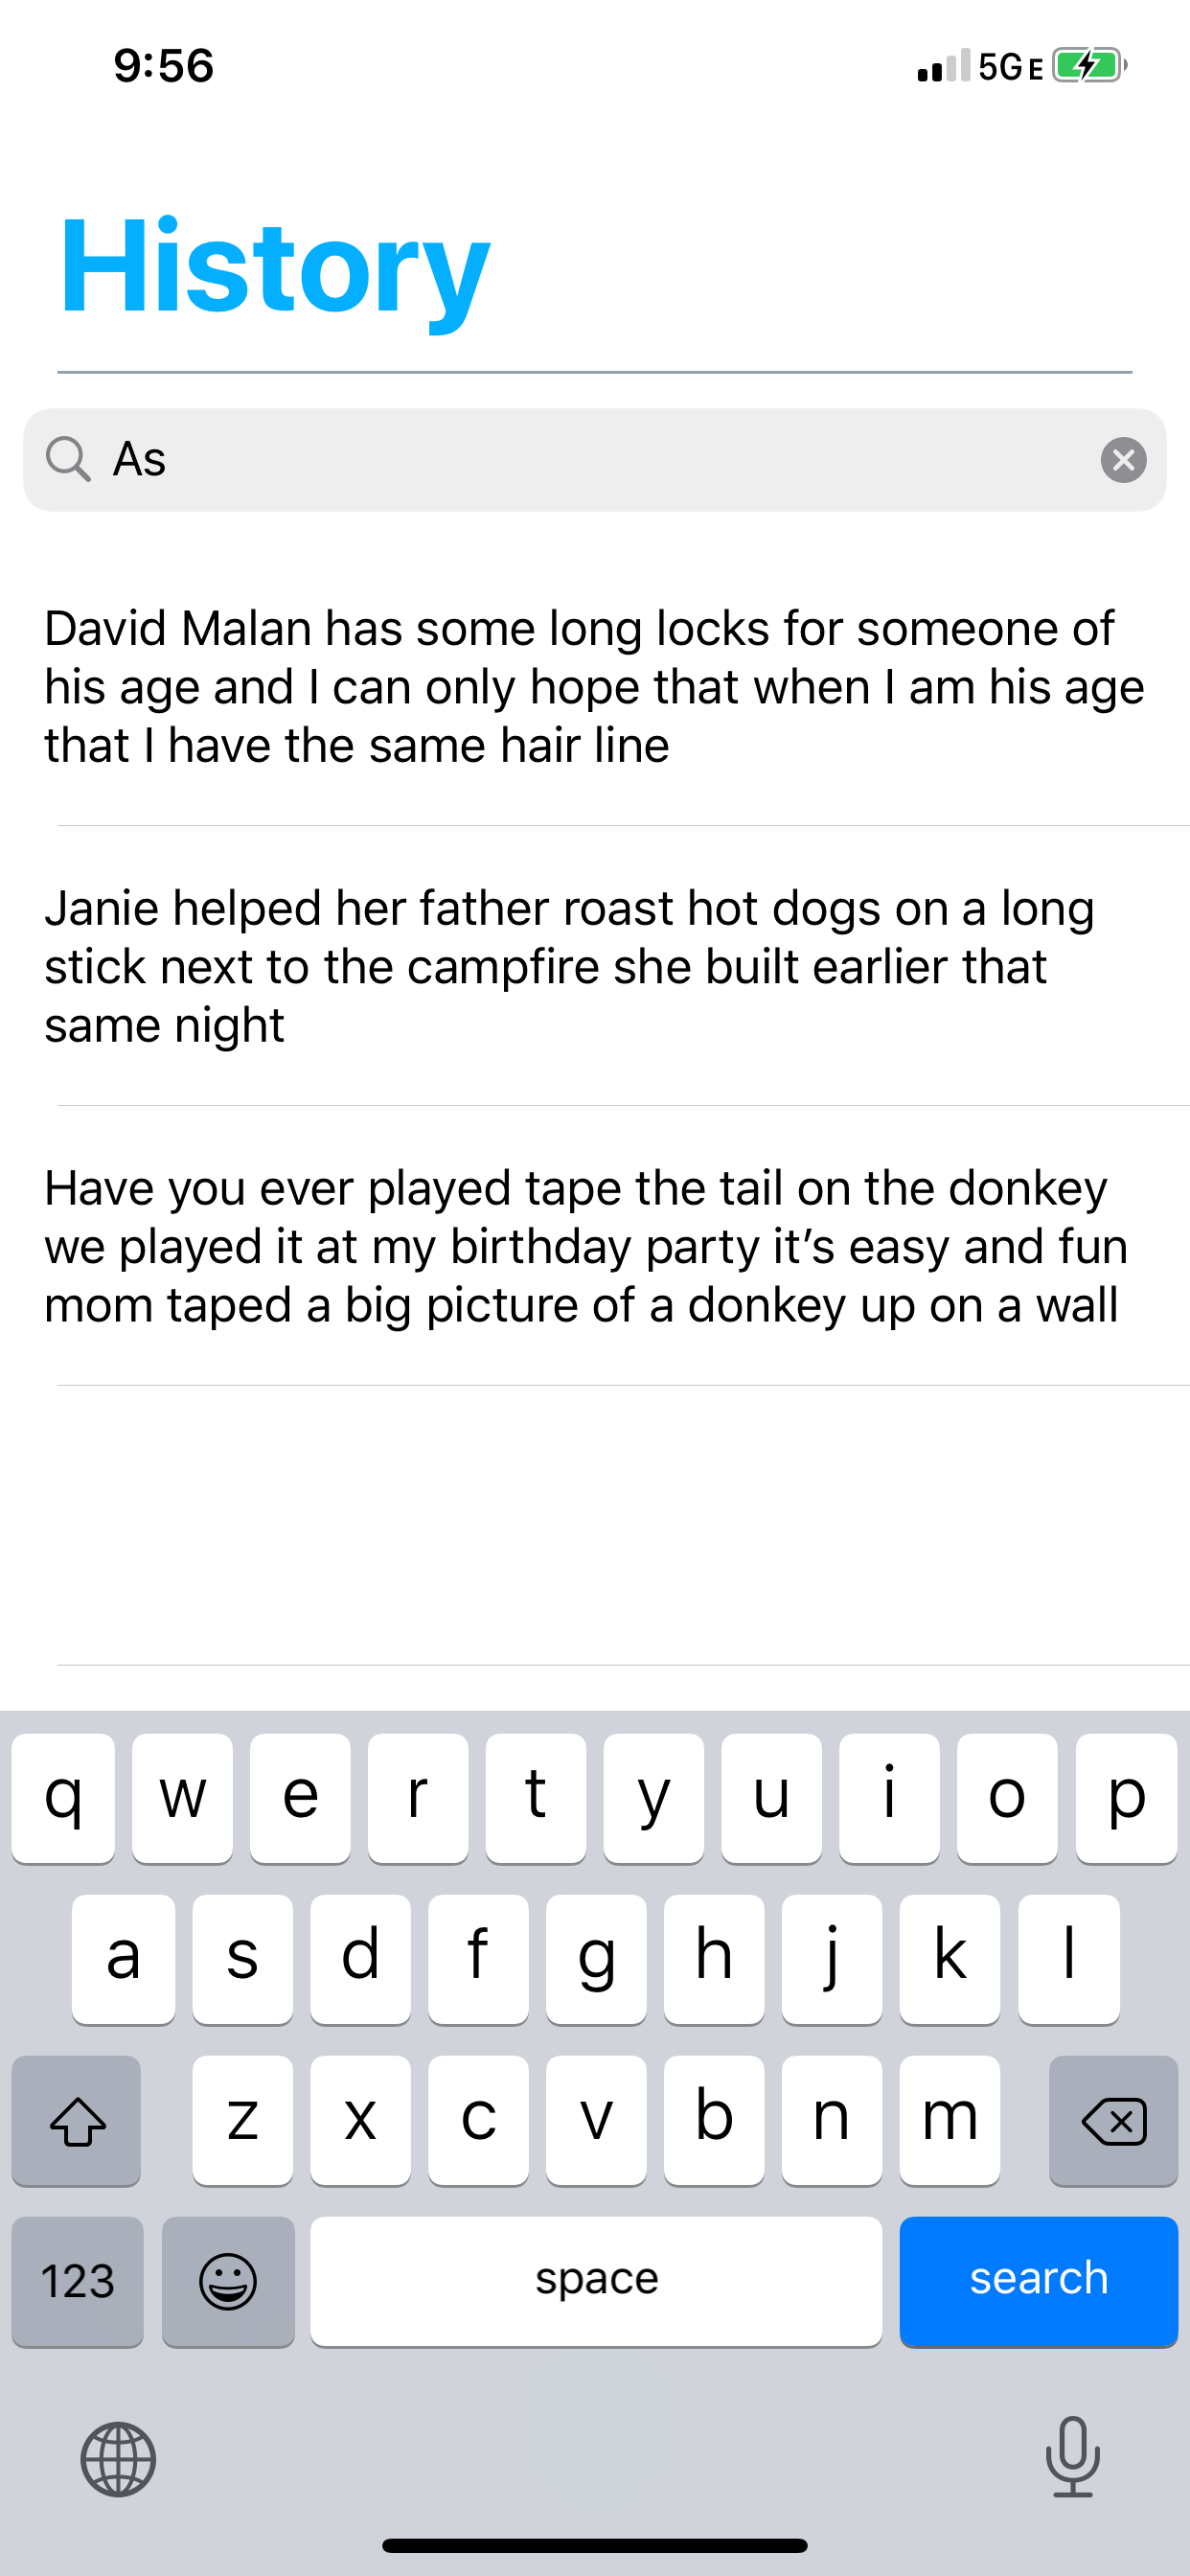 9:56
5G E
History
As
David Malan has some long locks for someone of
his age and I can only hope that when I am his age
that I have the same hair line
Janie helped her father roast hot dogs on a long
stick next to the campfire she built earlier that
same night
Have you ever played tape the tail on the donkey
we played it at my birthday party it’s easy and fun
mom taped a big picture of a donkey up on a wall
q w e r t y u i o p
a s d f g h j k l
z x c v b n m
123 space search